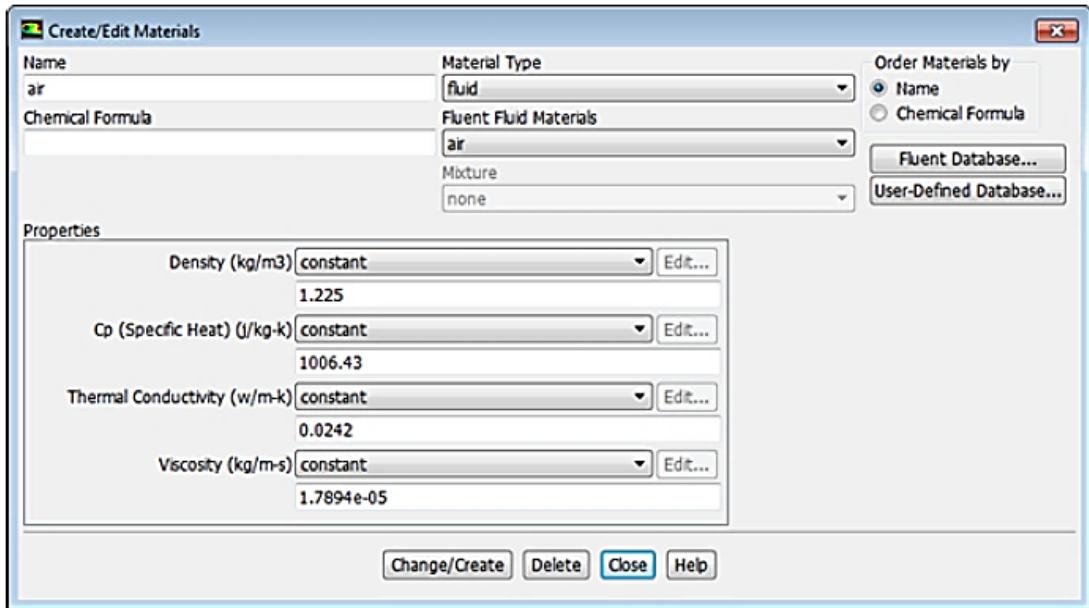 Create/Edit Materials
Name
Material Type
Order Materials by
air
fluid
Name
Chemical Formula
Chemical Formula
Fluent Fluid Materials
air
Fluent Database...
Mixture
none
User-Defined Database...
Properties
Density (kg/m3) constant Edit...
1.225
Cp (Specific Heat) (j/kg-k) constant Edit...
1006.43
Thermal Conductivity (w/m-k) constant Edit...
0.0242
Viscosity (kg/m-s) constant Edit...
1.7894e-05
Change/Create Delete Close Help